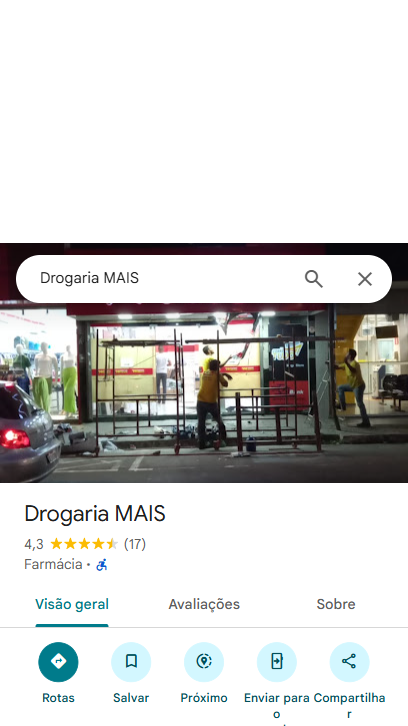 Drogaria MAIS
Drogaria MAIS
4,3 (17)
Farmácia •
Visão geral Avaliações Sobre
Rotas Salvar Próximo Enviar para o Compartilhar